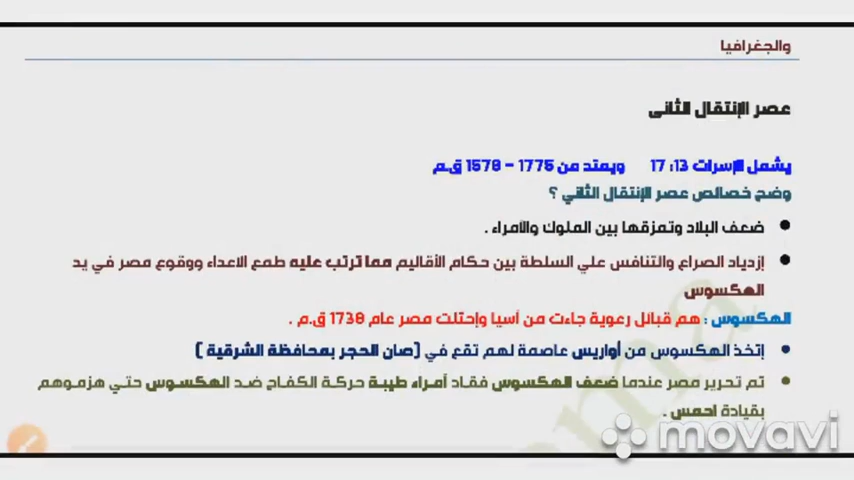 والجغرافيا
عصر الإنتقال الثانى
يشمل الإسرات 13: 17 ويمتد من 1775 – 1570 ق.م
وضح خصائص عصر الإنتقال الثاني ؟
ضعف البلاد وتمزقها بين الملوك والأمراء .
إزدياد الصراع والتنافس علي السلطة بين حكام الأقاليم مما ترتب عليه طمع الاعداء ووقوع مصر في يد
الهكسوس
الهكسوس : هم قبائل رعوية جاءت من أسيا وإحتلت مصر عام 1730 ق.م .
إتخذ الهكسوس من أواريس عاصمة لهم تقع في (صان الحجر بمحافظة الشرقية )
تم تحرير مصر عندما ضعف الهكسوس فقاد أمراء طيبة حركة الكفاح ضد الهكسوس حتي هزموهم
بقيادة احمس .
movavi